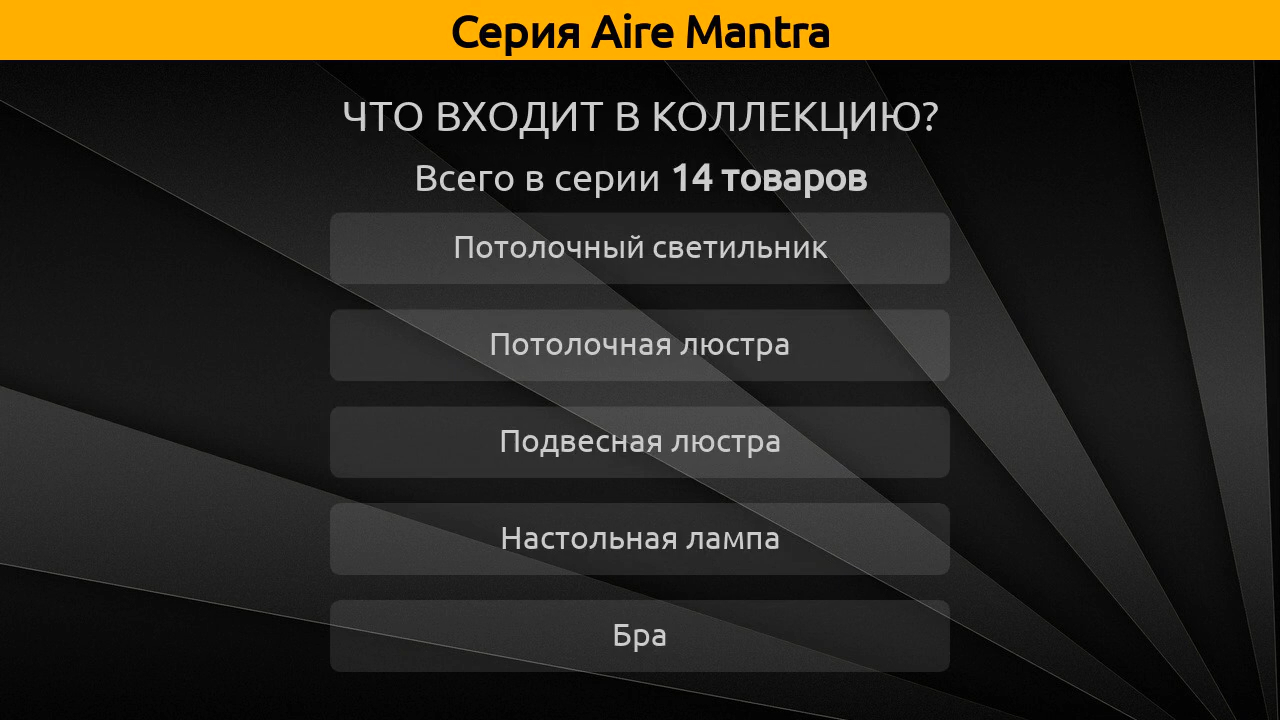 Серия Aire Mantra
ЧТО ВХОДИТ В КОЛЛЕКЦИЮ?
Всего в серии 14 товаров
Потолочный светильник
Потолочная люстра
Подвесная люстра
Настольная лампа
Бра